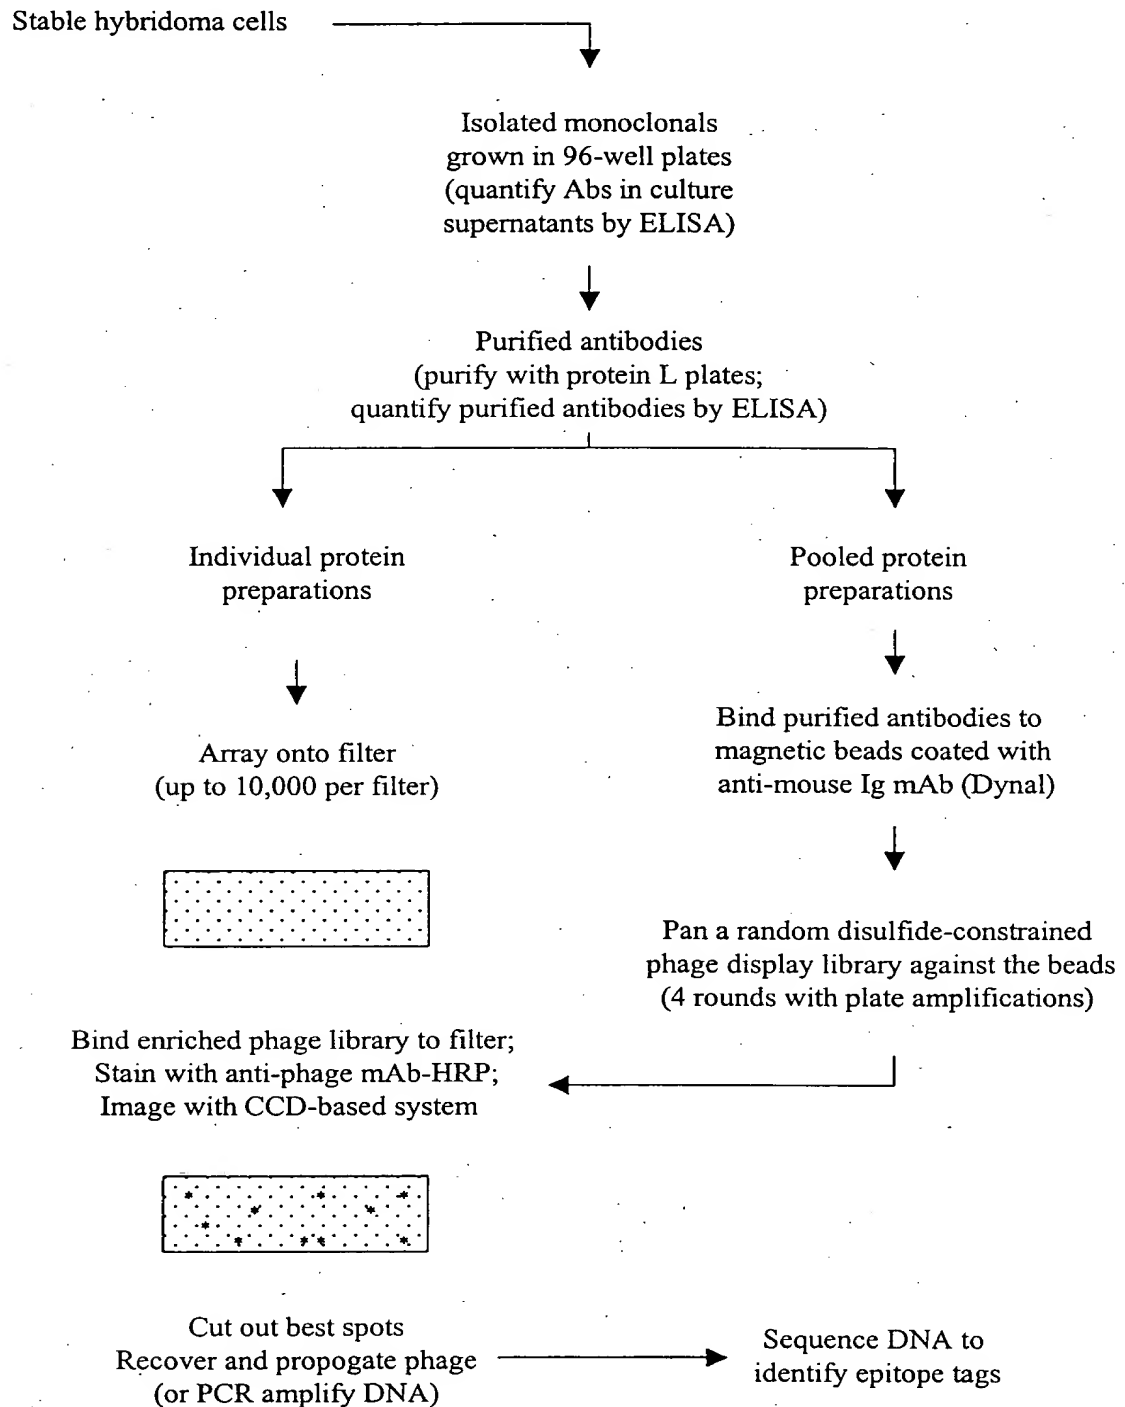 Stable hybridoma cells
Isolated monoclonals
grown in 96-well plates
(quantify Abs in culture
supernatants by ELISA)
Purified antibodies
(purify with protein L plates;
quantify purified antibodies by ELISA)
Individual protein
preparations
Pooled protein
preparations
Array onto filter
(up to 10,000 per filter)
Bind purified antibodies to
magnetic beads coated with
anti-mouse Ig mAb (Dynal)
Pan a random disulfide-constrained
phage display library against the beads
(4 rounds with plate amplifications)
Bind enriched phage library to filter;
Stain with anti-phage mAb-HRP;
Image with CCD-based system
Cut out best spots
Recover and propogate phage
(or PCR amplify DNA)
Sequence DNA to
identify epitope tags